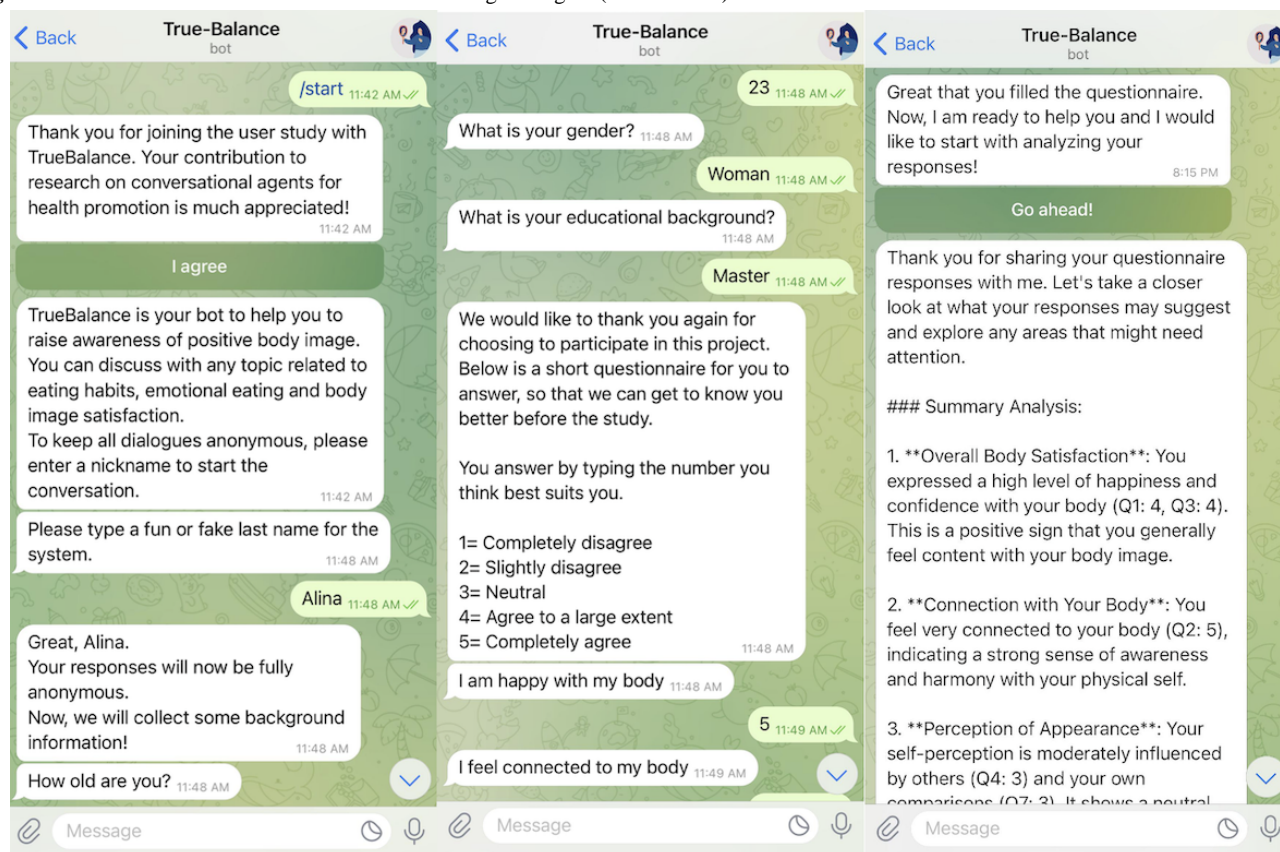 Back
True-Balance
bot
/start 11:42 AM
Thank you for joining the user study with
TrueBalance. Your contribution to
research on conversational agents for
health promotion is much appreciated!
11:42 AM
I agree
TrueBalance is your bot to help you to
raise awareness of positive body image.
You can discuss with any topic related to
eating habits, emotional eating and body
image satisfaction.
To keep all dialogues anonymous, please
enter a nickname to start the
conversation.
11:42 AM
Please type a fun or fake last name for the
system.
11:48 AM
Alina 11:48 AM
Great, Alina.
Your responses will now be fully
anonymous.
Now, we will collect some background
information!
11:48 AM
How old are you? 11:48 AM
Message
Back
True-Balance
bot
23 11:48 AM
What is your gender? 11:48 AM
Woman 11:48 AM
What is your educational background?
11:48 AM
Master 11:48 AM
We would like to thank you again for
choosing to participate in this project.
Below is a short questionnaire for you to
answer, so that we can get to know you
better before the study.
You answer by typing the number you
think best suits you.
1= Completely disagree
2= Slightly disagree
3= Neutral
4= Agree to a large extent
5= Completely agree
11:48 AM
I am happy with my body 11:48 AM
5 11:49 AM
I feel connected to my body 11:49 AM
Message
Back
True-Balance
bot
Great that you filled the questionnaire.
Now, I am ready to help you and I would
like to start with analyzing your
responses!
8:15 PM
Go ahead!
Thank you for sharing your questionnaire
responses with me. Let's take a closer
look at what your responses may suggest
and explore any areas that might need
attention.
### Summary Analysis:
1. **Overall Body Satisfaction**: You
expressed a high level of happiness and
confidence with your body (Q1: 4, Q3: 4).
This is a positive sign that you generally
feel content with your body image.
2. **Connection with Your Body**: You
feel very connected to your body (Q2: 5),
indicating a strong sense of awareness
and harmony with your physical self.
3. **Perception of Appearance**: Your
self-perception is moderately influenced
by others (Q4: 3) and your own
comparisons (Q7: 3). It shows a neutral
Message